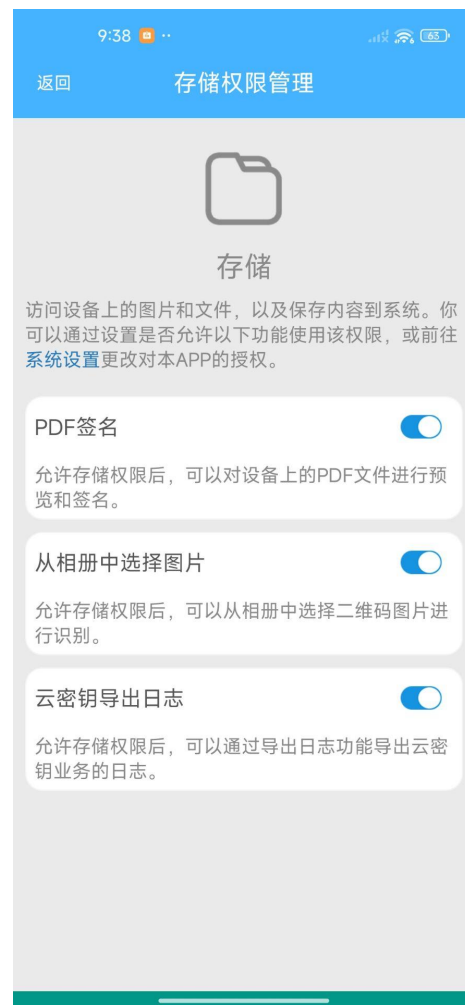 9:38
63
返回
存储权限管理
存储
访问设备上的图片和文件，以及保存内容到系统。你
可以通过设置是否允许以下功能使用该权限，或前往
系统设置更改对本APP的授权。
PDF签名
允许存储权限后，可以对设备上的PDF文件进行预
览和签名。
从相册中选择图片
允许存储权限后，可以从相册中选择二维码图片进
行识别。
云密钥导出日志
允许存储权限后，可以通过导出日志功能导出云密
钥业务的日志。